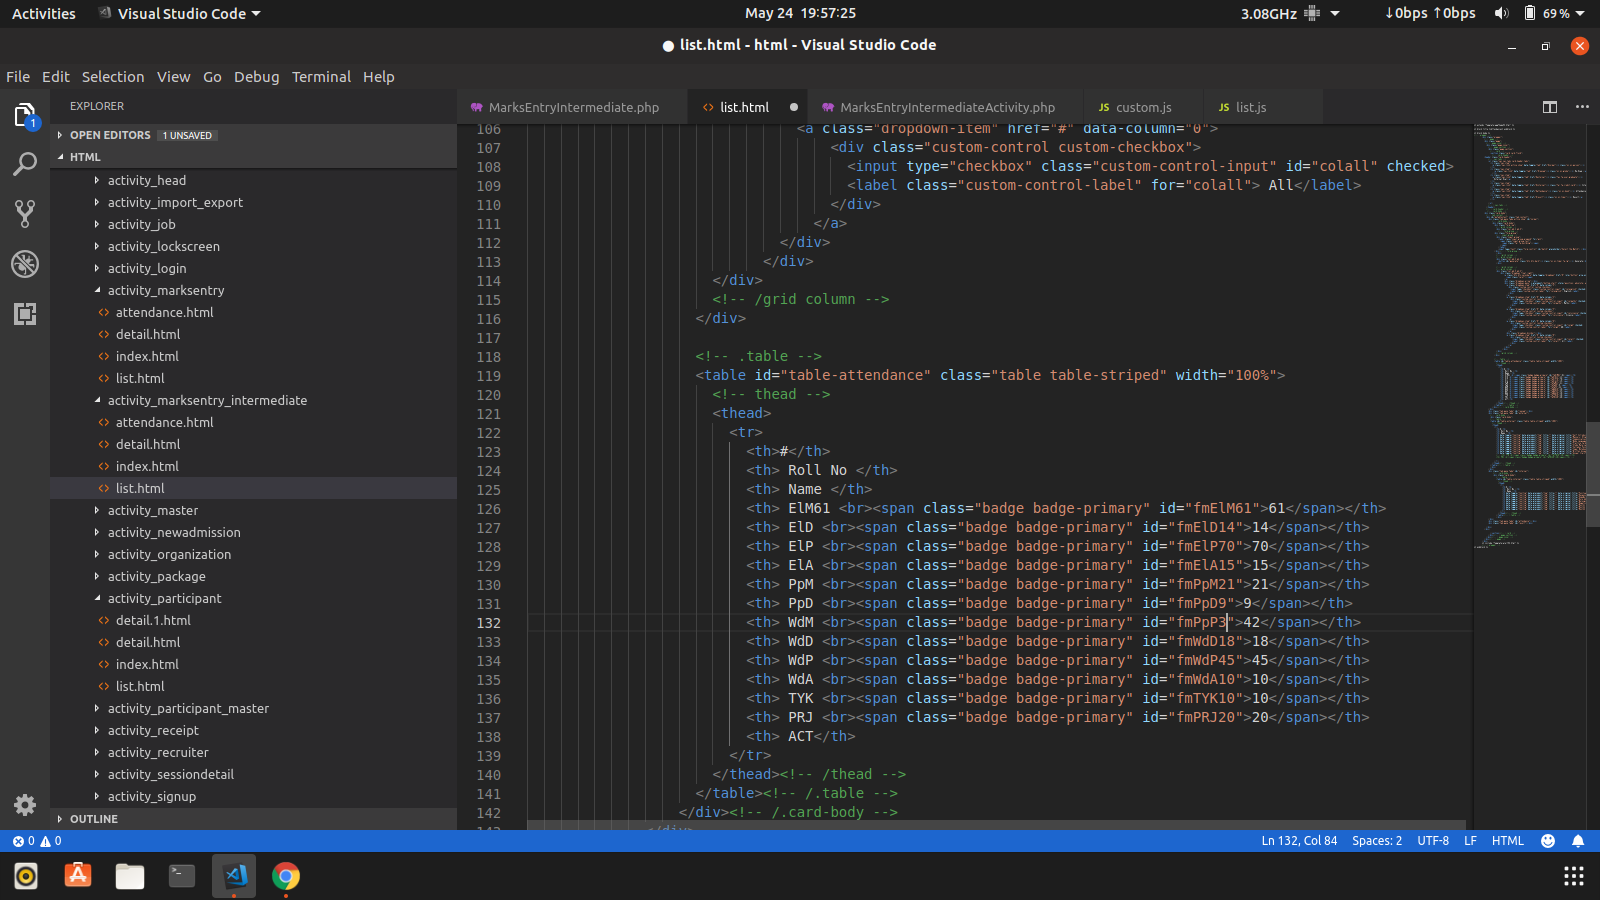 Activities Visual Studio Code May 24 19:57:25 3.08GHz ↓0bps ↑0bps 69 %
● list.html - html - Visual Studio Code
File Edit Selection View Go Debug Terminal Help
EXPLORER
1
OPEN EDITORS 1 UNSAVED
HTML
activity_head
activity_import_export
activity_job
activity_lockscreen
activity_login
activity_marksentry
attendance.html
detail.html
index.html
list.html
activity_marksentry_intermediate
attendance.html
detail.html
index.html
list.html
activity_master
activity_newadmission
activity_organization
activity_package
activity_participant
detail.1.html
detail.html
index.html
list.html
activity_participant_master
activity_receipt
activity_recruiter
activity_sessiondetail
activity_signup
OUTLINE
MarksEntryIntermediate.php list.html MarksEntryIntermediateActivity.php JS custom.js JS list.js
106 <a class="dropdown-item" href="#" data-column="0">
107 <div class="custom-control custom-checkbox">
108 <input type="checkbox" class="custom-control-input" id="colall" checked>
109 <label class="custom-control-label" for="colall"> All</label>
110 </div>
111 </a>
112 </div>
113 </div>
114 </div>
115 <!-- /grid column -->
116 </div>
117
118 <!-- .table -->
119 <table id="table-attendance" class="table table-striped" width="100%">
120 <!-- thead -->
121 <thead>
122 <tr>
123 <th>#</th>
124 <th> Roll No </th>
125 <th> Name </th>
126 <th> ElM61 <br><span class="badge badge-primary" id="fmElM61">61</span></th>
127 <th> ElD <br><span class="badge badge-primary" id="fmElD14">14</span></th>
128 <th> ElP <br><span class="badge badge-primary" id="fmElP70">70</span></th>
129 <th> ElA <br><span class="badge badge-primary" id="fmElA15">15</span></th>
130 <th> PpM <br><span class="badge badge-primary" id="fmPpM21">21</span></th>
131 <th> PpD <br><span class="badge badge-primary" id="fmPpD9">9</span></th>
132 <th> WdM <br><span class="badge badge-primary" id="fmPpP3">42</span></th>
133 <th> WdD <br><span class="badge badge-primary" id="fmWdD18">18</span></th>
134 <th> WdP <br><span class="badge badge-primary" id="fmWdP45">45</span></th>
135 <th> WdA <br><span class="badge badge-primary" id="fmWdA10">10</span></th>
136 <th> TYK <br><span class="badge badge-primary" id="fmTYK10">10</span></th>
137 <th> PRJ <br><span class="badge badge-primary" id="fmPRJ20">20</span></th>
138 <th> ACT</th>
139 </tr>
140 </thead><!-- /thead -->
141 </table><!-- /.table -->
142 </div><!-- /.card-body -->
143 </div>
0 0 Ln 132, Col 84 Spaces: 2 UTF-8 LF HTML